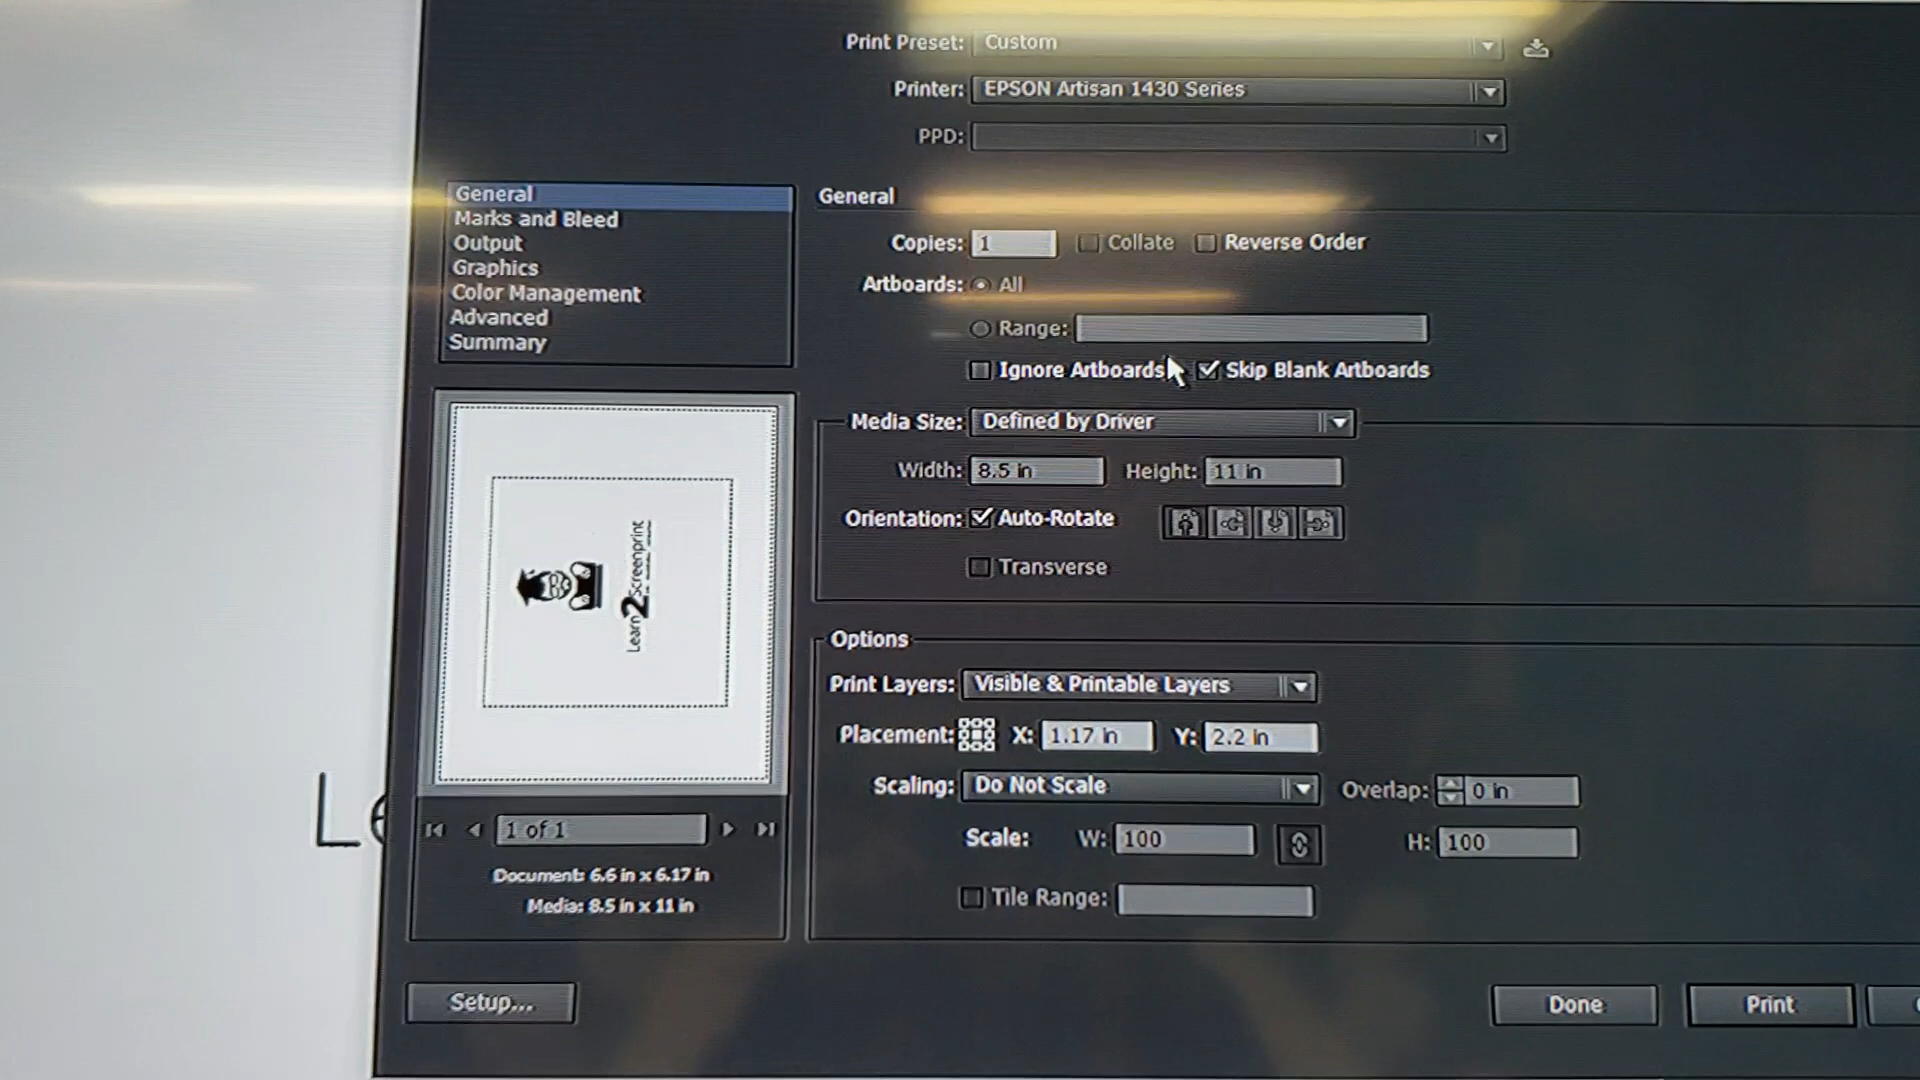 Print Preset: Custom
Printer: EPSON Artisan 1430 Series
PPD:
General
Marks and Bleed
Output
Graphics
Color Management
Advanced
Summary
General
Copies: 1 Collate Reverse Order
Artboards: All
Range:
Ignore Artboards Skip Blank Artboards
Media Size: Defined by Driver
Width: 8.5 in Height: 11 in
Orientation: Auto-Rotate
Transverse
Learn2Screenprint
Options
Print Layers: Visible & Printable Layers
Placement: X: 1.17 in Y: 2.2 in
Scaling: Do Not Scale Overlap: 0 in
Scale: W: 100 H: 100
Tile Range:
Le
1 of 1
Document: 6.6 in x 6.17 in
Media: 8.5 in x 11 in
Setup...
Done
Print